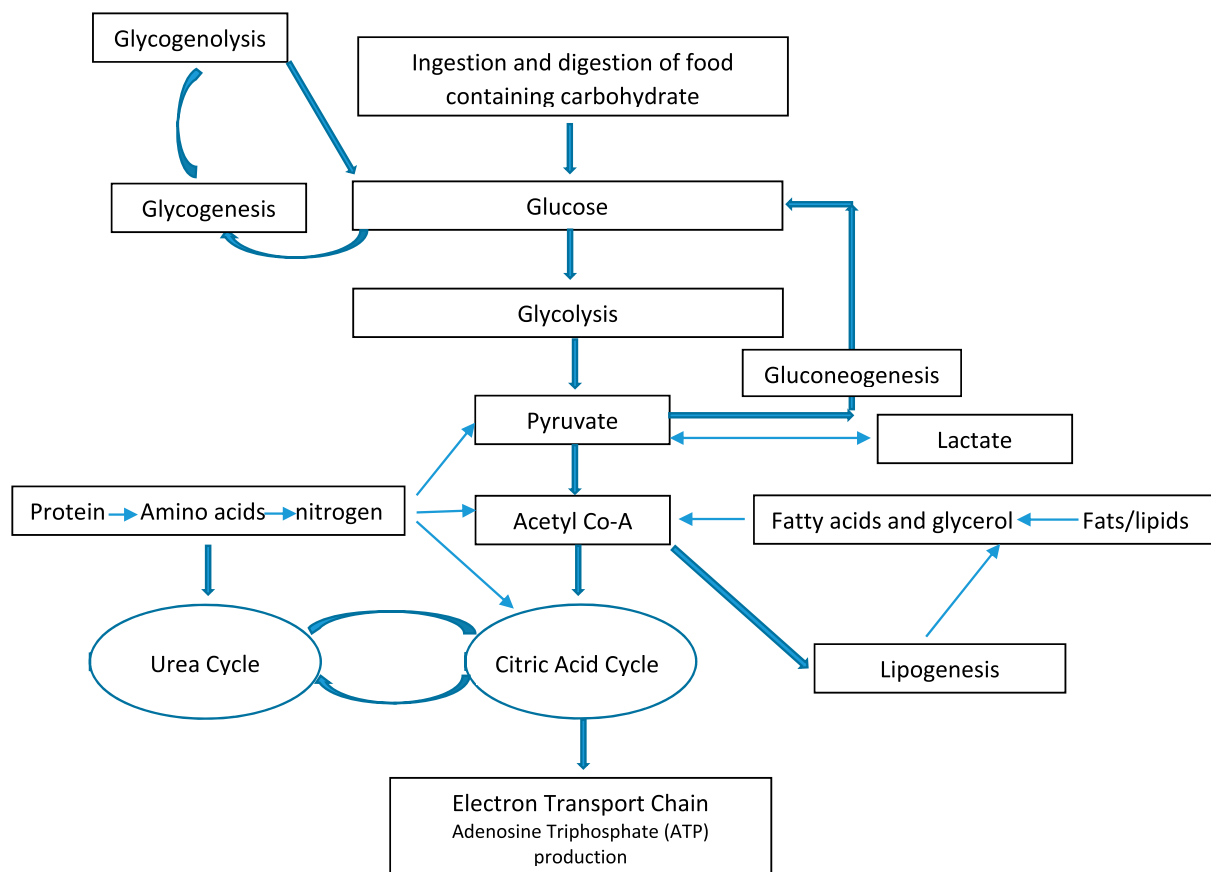 Glycogenolysis
Ingestion and digestion of food
containing carbohydrate
Glycogenesis
Glucose
Glycolysis
Gluconeogenesis
Pyruvate
Lactate
Protein Amino acids nitrogen
Acetyl Co-A
Fatty acids and glycerol Fats/lipids
Urea Cycle
Citric Acid Cycle
Lipogenesis
Electron Transport Chain
Adenosine Triphosphate (ATP)
production